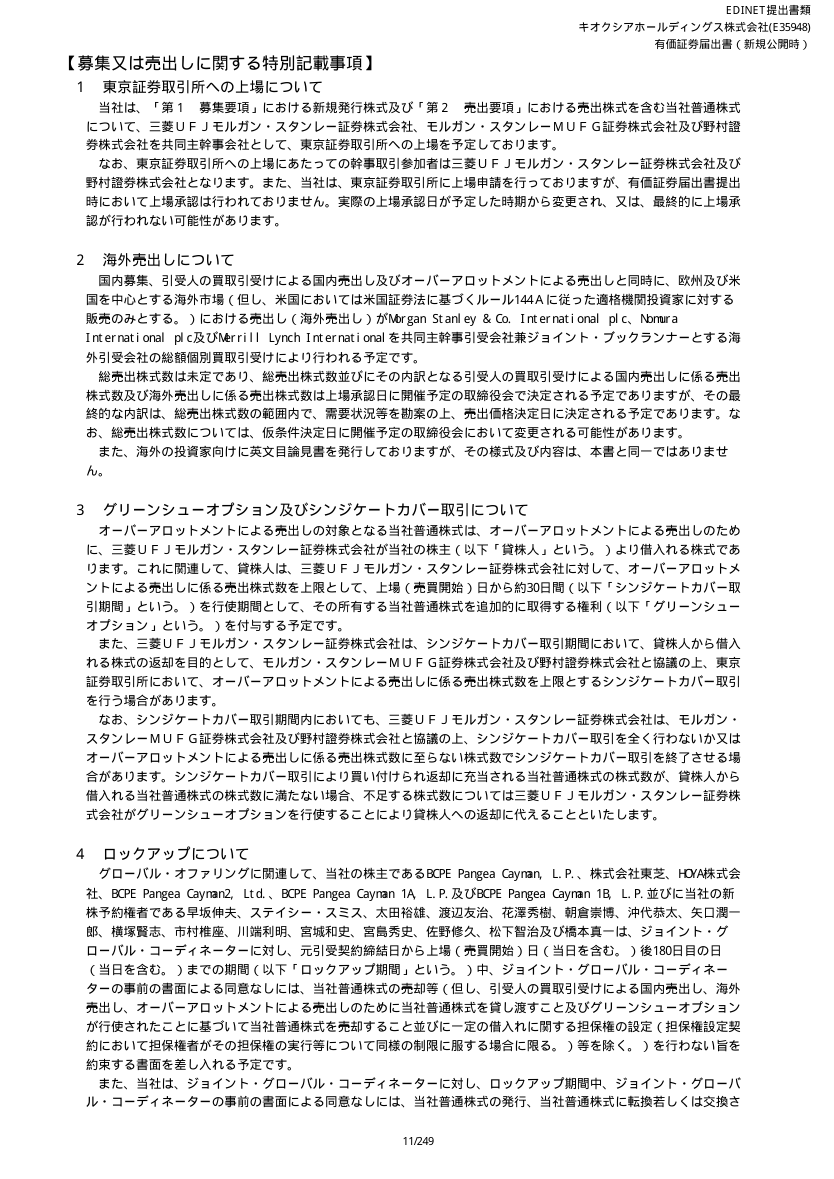 EDINET提出書類
キオクシアホールディングス株式会社(E35948)
有価証券届出書（新規公開時）
【募集又は売出しに関する特別記載事項】
1　東京証券取引所への上場について
当社は、「第１　募集要項」における新規発行株式及び「第２　売出要項」における売出株式を含む当社普通株式
について、三菱ＵＦＪモルガン・スタンレー証券株式会社、モルガン・スタンレーＭＵＦＧ証券株式会社及び野村證
券株式会社を共同主幹事会社として、東京証券取引所への上場を予定しております。
なお、東京証券取引所への上場にあたっての幹事取引参加者は三菱ＵＦＪモルガン・スタンレー証券株式会社及び
野村證券株式会社となります。また、当社は、東京証券取引所に上場申請を行っておりますが、有価証券届出書提出
時において上場承認は行われておりません。実際の上場承認日が予定した時期から変更され、又は、最終的に上場承
認が行われない可能性があります。
2　海外売出しについて
国内募集、引受人の買取引受けによる国内売出し及びオーバーアロットメントによる売出しと同時に、欧州及び米
国を中心とする海外市場（但し、米国においては米国証券法に基づくルール144Ａに従った適格機関投資家に対する
販売のみとする。）における売出し（海外売出し）がMorgan Stanley & Co. International plc、Nomura
International plc及びMerrill Lynch Internationalを共同主幹事引受会社兼ジョイント・ブックランナーとする海
外引受会社の総額個別買取引受けにより行われる予定です。
総売出株式数は未定であり、総売出株式数並びにその内訳となる引受人の買取引受けによる国内売出しに係る売出
株式数及び海外売出しに係る売出株式数は上場承認日に開催予定の取締役会で決定される予定でありますが、その最
終的な内訳は、総売出株式数の範囲内で、需要状況等を勘案の上、売出価格決定日に決定される予定であります。な
お、総売出株式数については、仮条件決定日に開催予定の取締役会において変更される可能性があります。
また、海外の投資家向けに英文目論見書を発行しておりますが、その様式及び内容は、本書と同一ではありませ
ん。
3　グリーンシューオプション及びシンジケートカバー取引について
オーバーアロットメントによる売出しの対象となる当社普通株式は、オーバーアロットメントによる売出しのため
に、三菱ＵＦＪモルガン・スタンレー証券株式会社が当社の株主（以下「貸株人」という。）より借入れる株式であ
ります。これに関連して、貸株人は、三菱ＵＦＪモルガン・スタンレー証券株式会社に対して、オーバーアロットメ
ントによる売出しに係る売出株式数を上限として、上場（売買開始）日から約30日間（以下「シンジケートカバー取
引期間」という。）を行使期間として、その所有する当社普通株式を追加的に取得する権利（以下「グリーンシュー
オプション」という。）を付与する予定です。
また、三菱ＵＦＪモルガン・スタンレー証券株式会社は、シンジケートカバー取引期間において、貸株人から借入
れる株式の返却を目的として、モルガン・スタンレーＭＵＦＧ証券株式会社及び野村證券株式会社と協議の上、東京
証券取引所において、オーバーアロットメントによる売出しに係る売出株式数を上限とするシンジケートカバー取引
を行う場合があります。
なお、シンジケートカバー取引期間内においても、三菱ＵＦＪモルガン・スタンレー証券株式会社は、モルガン・
スタンレーＭＵＦＧ証券株式会社及び野村證券株式会社と協議の上、シンジケートカバー取引を全く行わないか又は
オーバーアロットメントによる売出しに係る売出株式数に至らない株式数でシンジケートカバー取引を終了させる場
合があります。シンジケートカバー取引により買い付けられ返却に充当される当社普通株式の株式数が、貸株人から
借入れる当社普通株式の株式数に満たない場合、不足する株式数については三菱ＵＦＪモルガン・スタンレー証券株
式会社がグリーンシューオプションを行使することにより貸株人への返却に代えることといたします。
4　ロックアップについて
グローバル・オファリングに関連して、当社の株主であるBCPE Pangea Cayman, L.P.、株式会社東芝、HOYA株式会
社、BCPE Pangea Cayman2, Ltd.、BCPE Pangea Cayman 1A, L.P.及びBCPE Pangea Cayman 1B, L.P.並びに当社の新
株予約権者である早坂伸夫、ステイシー・スミス、太田裕雄、渡辺友治、花澤秀樹、朝倉崇博、沖代恭太、矢口潤一
郎、横塚賢志、市村椎座、川端利明、宮城和史、宮島秀史、佐野修久、松下智治及び橋本真一は、ジョイント・グ
ローバル・コーディネーターに対し、元引受契約締結日から上場（売買開始）日（当日を含む。）後180日目の日
（当日を含む。）までの期間（以下「ロックアップ期間」という。）中、ジョイント・グローバル・コーディネー
ターの事前の書面による同意なしには、当社普通株式の売却等（但し、引受人の買取引受けによる国内売出し、海外
売出し、オーバーアロットメントによる売出しのために当社普通株式を貸し渡すこと及びグリーンシューオプション
が行使されたことに基づいて当社普通株式を売却すること並びに一定の借入れに関する担保権の設定（担保権設定契
約において担保権者がその担保権の実行等について同様の制限に服する場合に限る。）等を除く。）を行わない旨を
約束する書面を差し入れる予定です。
また、当社は、ジョイント・グローバル・コーディネーターに対し、ロックアップ期間中、ジョイント・グローバ
ル・コーディネーターの事前の書面による同意なしには、当社普通株式の発行、当社普通株式に転換若しくは交換さ
11/249